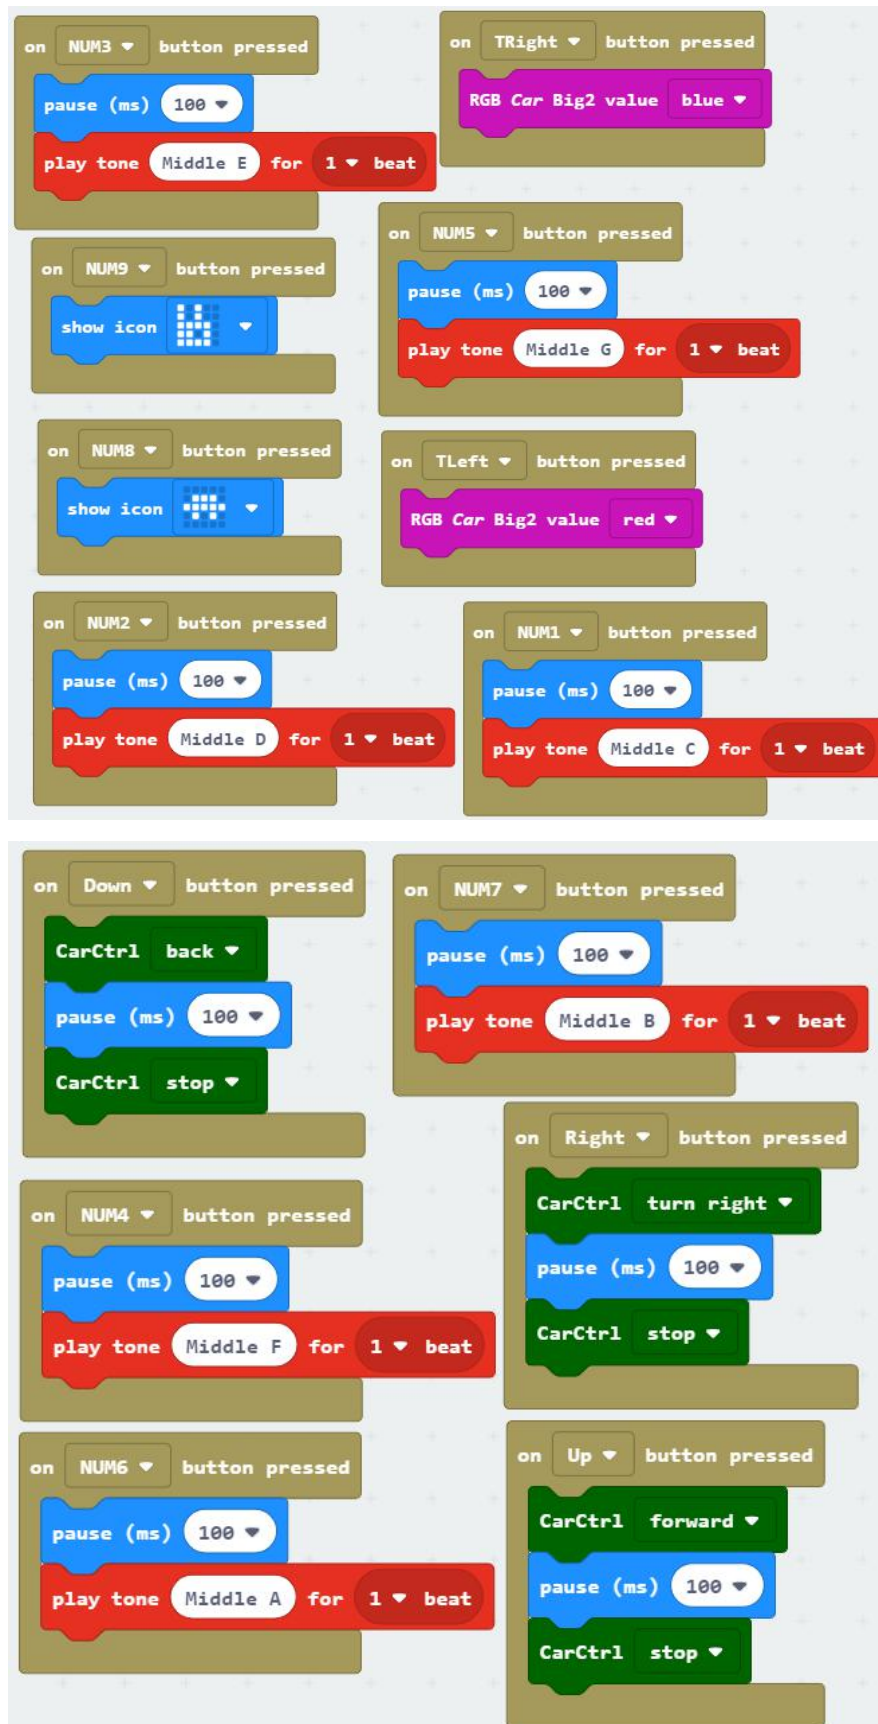 on NUM3 button pressed
pause (ms) 100
play tone Middle E for 1 beat
on TRight button pressed
RGB Car Big2 value blue
on NUM9 button pressed
show icon
on NUM5 button pressed
pause (ms) 100
play tone Middle G for 1 beat
on NUM8 button pressed
show icon
on TLeft button pressed
RGB Car Big2 value red
on NUM2 button pressed
pause (ms) 100
play tone Middle D for 1 beat
on NUM1 button pressed
pause (ms) 100
play tone Middle C for 1 beat
on Down button pressed
CarCtrl back
pause (ms) 100
CarCtrl stop
on NUM7 button pressed
pause (ms) 100
play tone Middle B for 1 beat
on Right button pressed
CarCtrl turn right
pause (ms) 100
CarCtrl stop
on NUM4 button pressed
pause (ms) 100
play tone Middle F for 1 beat
on NUM6 button pressed
pause (ms) 100
play tone Middle A for 1 beat
on Up button pressed
CarCtrl forward
pause (ms) 100
CarCtrl stop